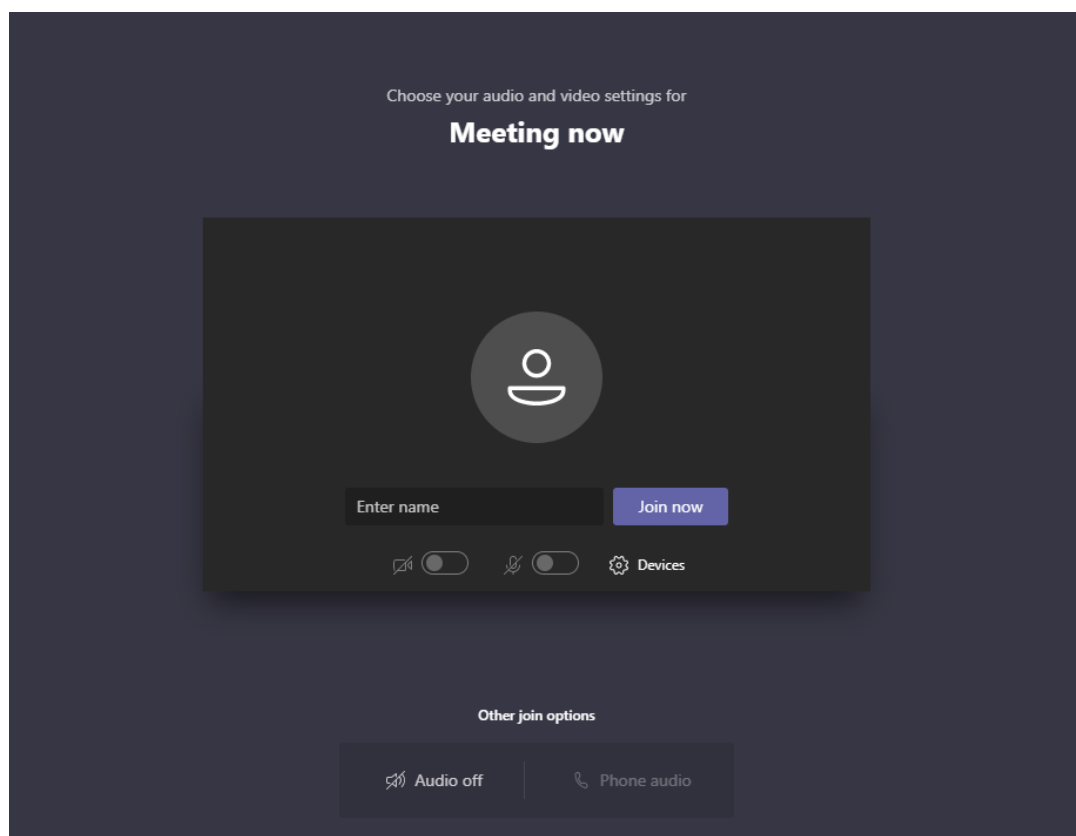 Choose your audio and video settings for
Meeting now
Enter name
Join now
Devices
Other join options
Audio off
Phone audio